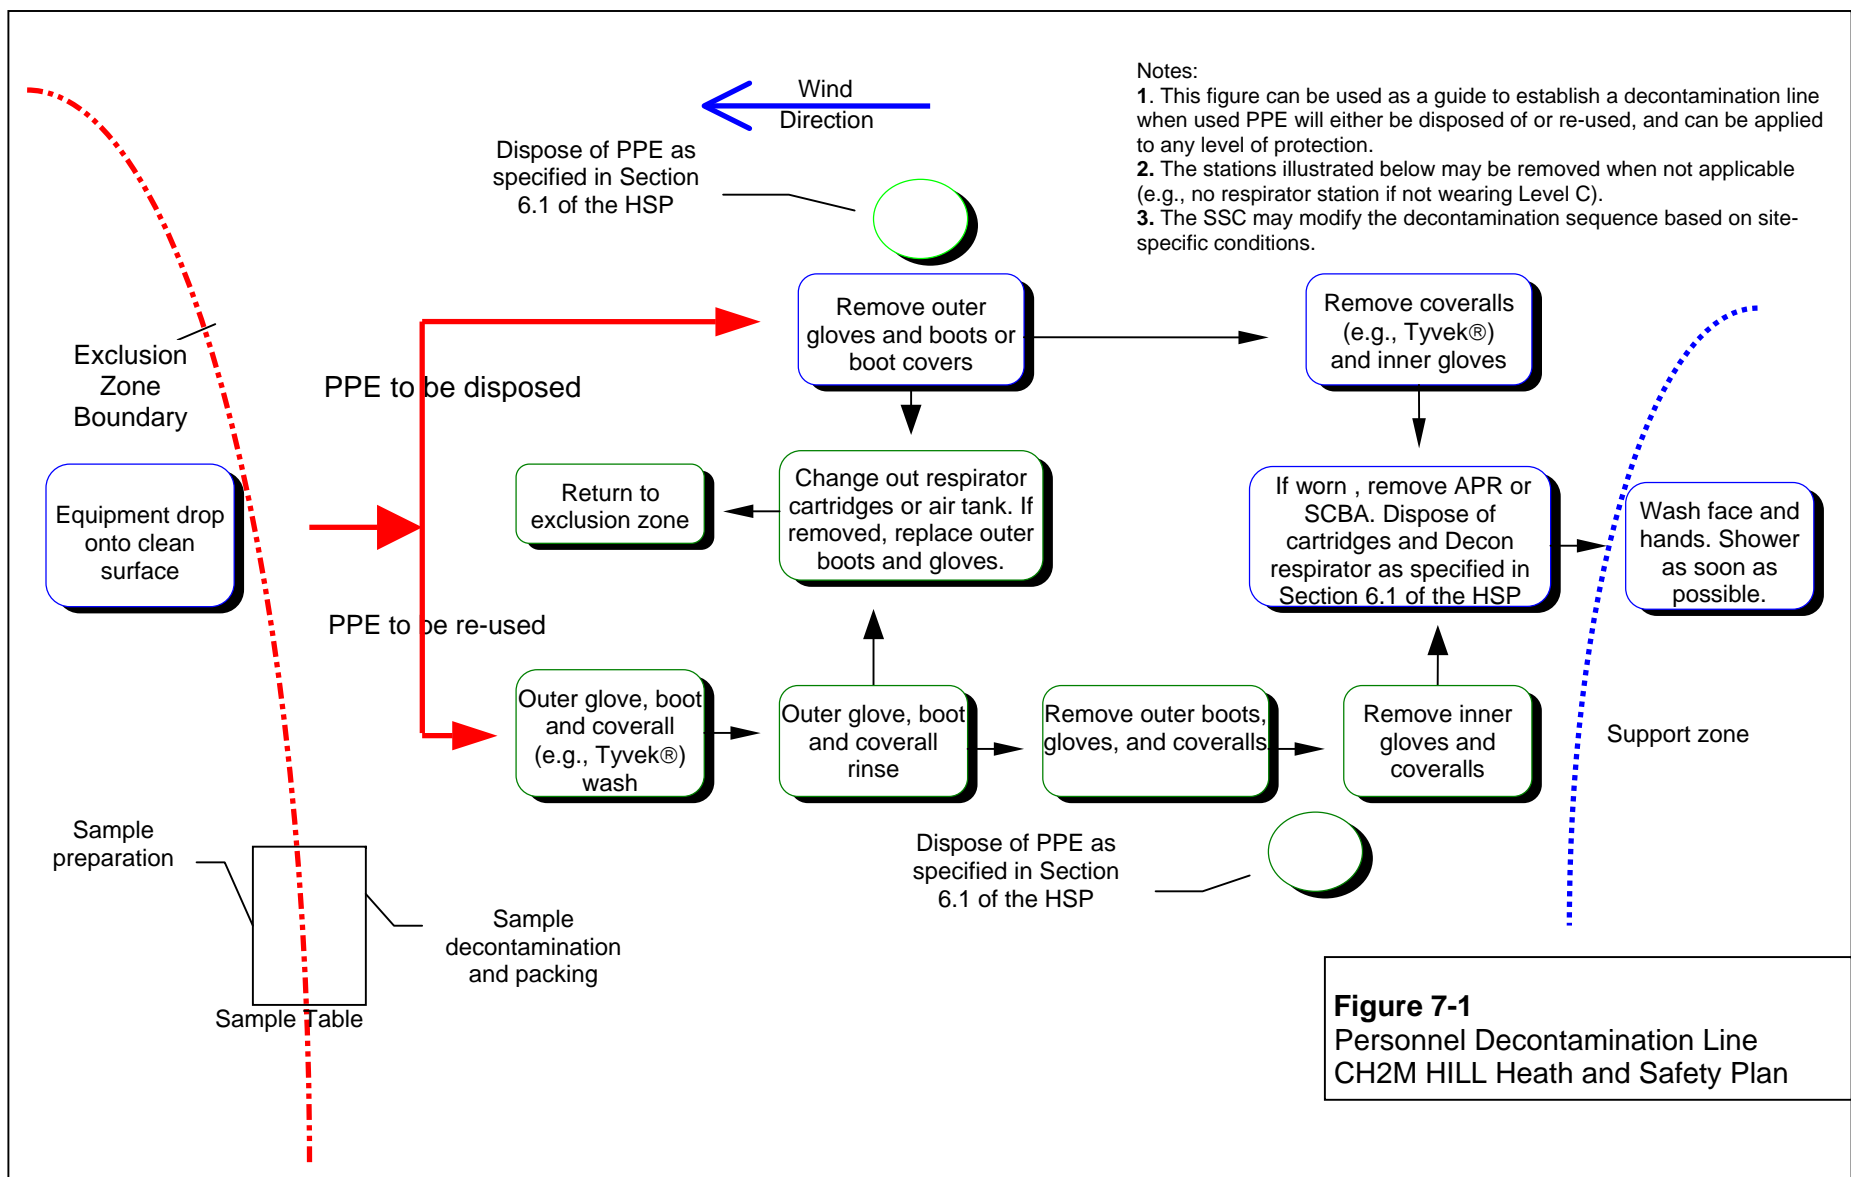 Wind
Direction
Notes:
1. This figure can be used as a guide to establish a decontamination line
when used PPE will either be disposed of or re-used, and can be applied
to any level of protection.
2. The stations illustrated below may be removed when not applicable
(e.g., no respirator station if not wearing Level C).
3. The SSC may modify the decontamination sequence based on site-
specific conditions.
Dispose of PPE as
specified in Section
6.1 of the HSP
Exclusion
Zone
Boundary
PPE to be disposed
Remove outer
gloves and boots or
boot covers
Remove coveralls
(e.g., Tyvek®)
and inner gloves
Equipment drop
onto clean
surface
Return to
exclusion zone
Change out respirator
cartridges or air tank. If
removed, replace outer
boots and gloves.
If worn , remove APR or
SCBA. Dispose of
cartridges and Decon
respirator as specified in
Section 6.1 of the HSP
Wash face and
hands. Shower
as soon as
possible.
PPE to be re-used
Outer glove, boot
and coverall
(e.g., Tyvek®)
wash
Outer glove, boot
and coverall
rinse
Remove outer boots,
gloves, and coveralls
Remove inner
gloves and
coveralls
Support zone
Sample
preparation
Sample
decontamination
and packing
Sample Table
Dispose of PPE as
specified in Section
6.1 of the HSP
Figure 7-1
Personnel Decontamination Line
CH2M HILL Heath and Safety Plan